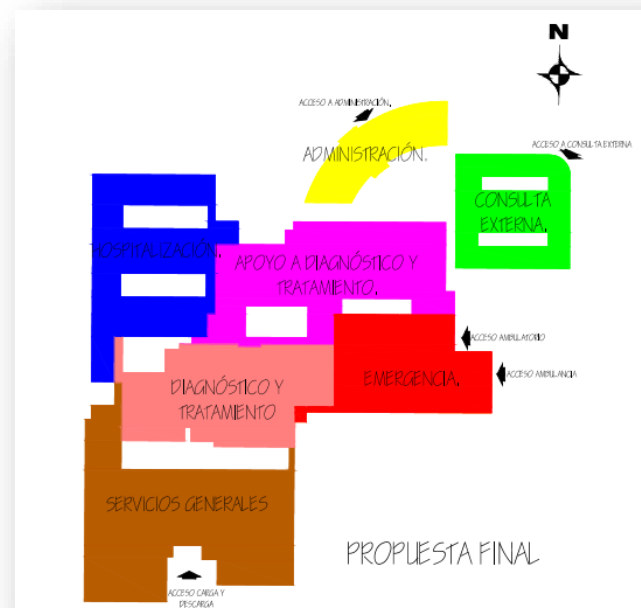 N
ACCESO A ADMINISTRACIÓN.
ADMINISTRACIÓN.
ACCESO A CONSULTA EXTERNA
CONSULTA
EXTERNA.
HOSPITALIZACIÓN.
APOYO A DIAGNÓSTICO Y
TRATAMIENTO.
ACCESO AMBULATORIO
EMERGENCIA.
ACCESO AMBULANCIA
DIAGNÓSTICO Y
TRATAMIENTO
SERVICIOS GENERALES
PROPUESTA FINAL
ACCESO CARGA Y
DESCARGA